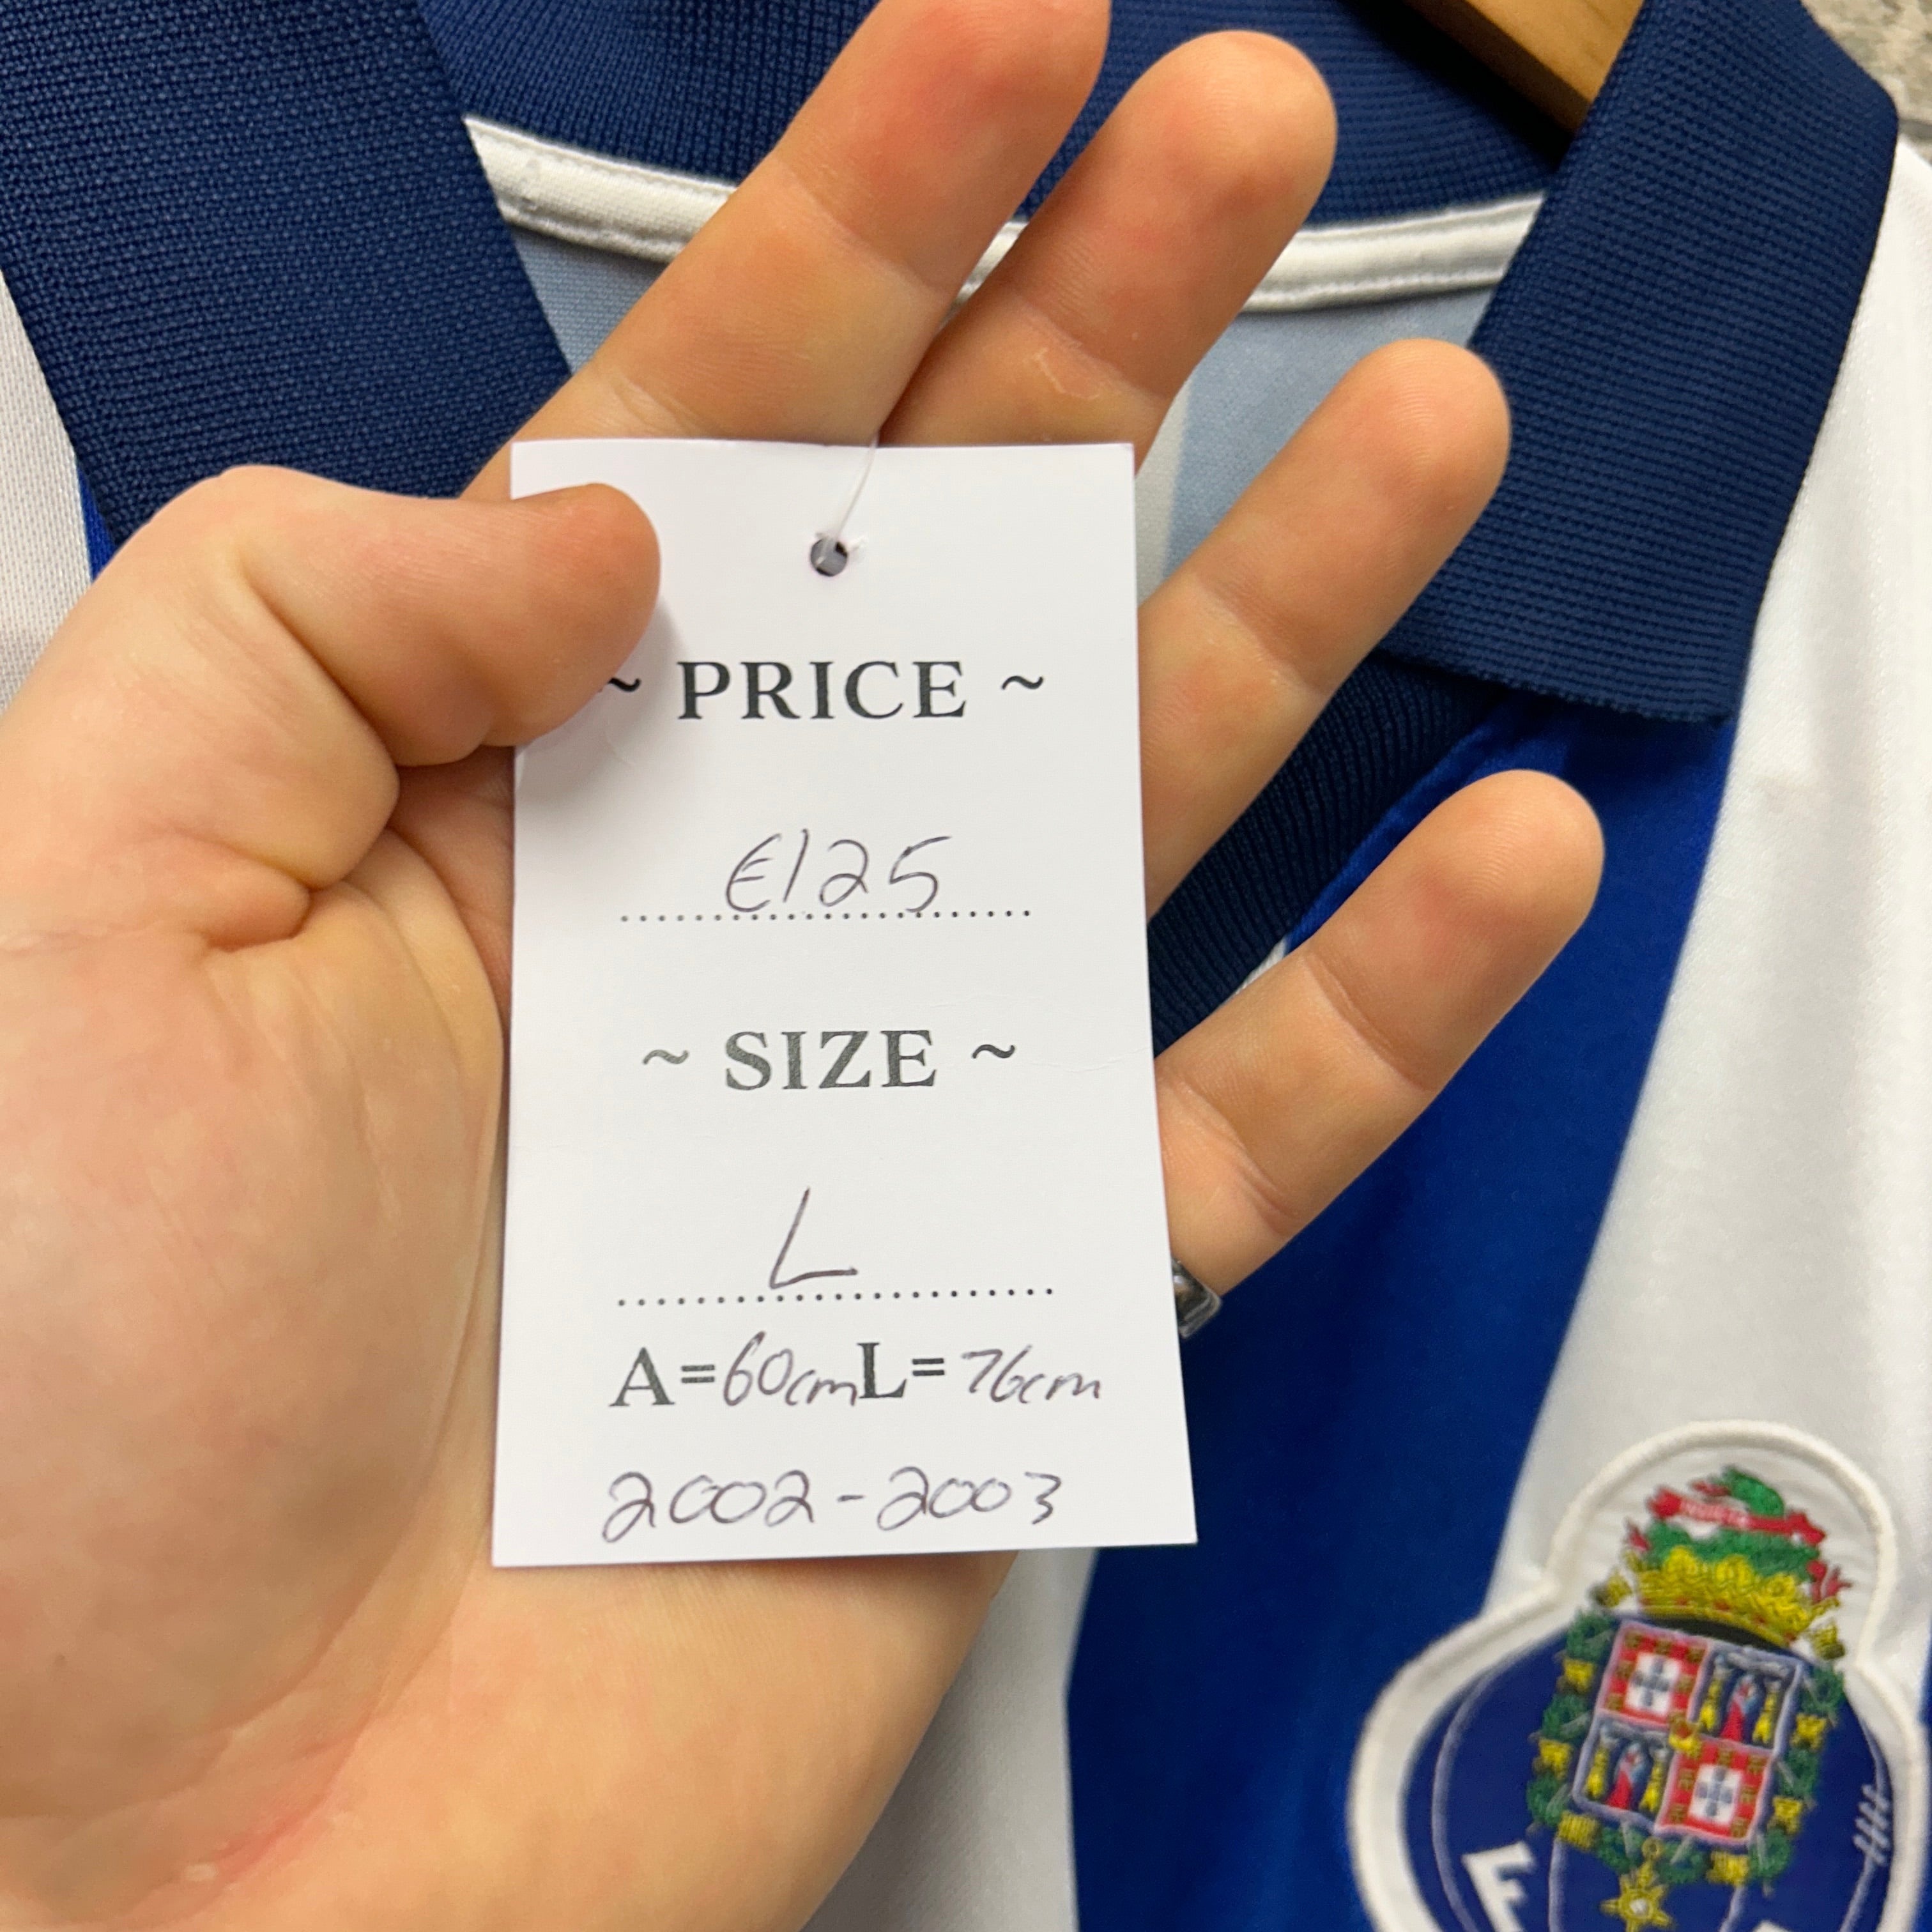 ~ PRICE ~
€125
~ SIZE ~
L
A=60cm L=76cm
2002-2003
F